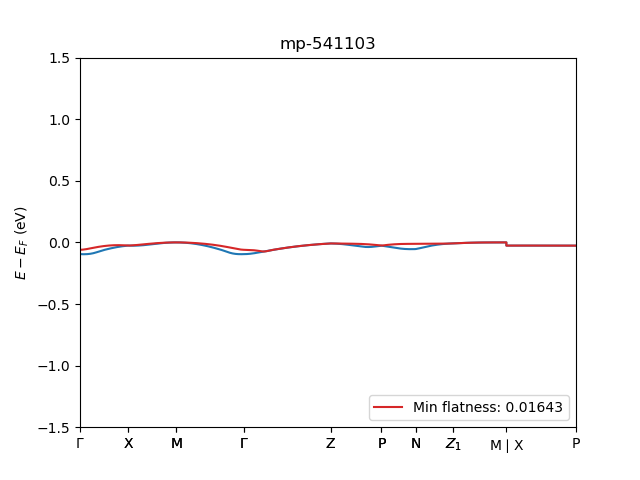 mp-541103
1.5
1.0
0.5
0.0
−0.5
−1.0
−1.5
E − E_F (eV)
Min flatness: 0.01643
Γ X M Γ Z P N Z₁ M | X P